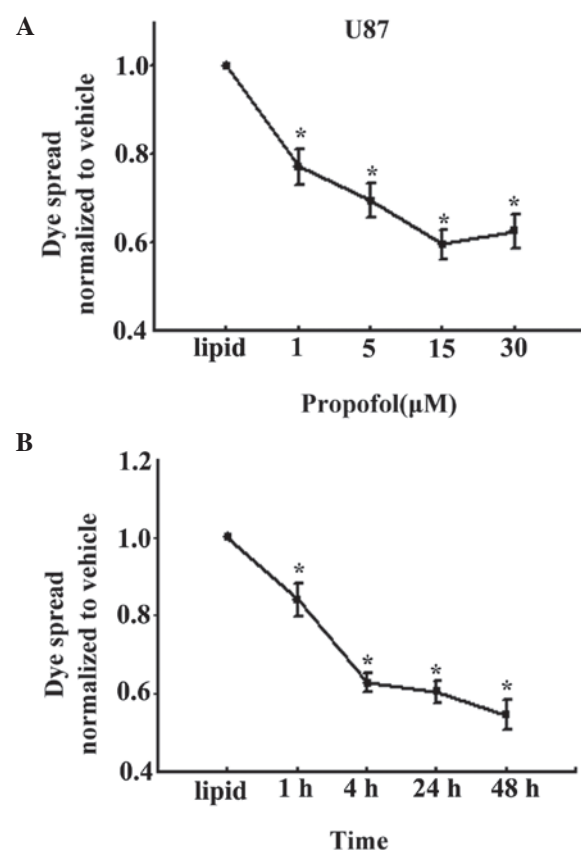 A
U87
Dye spread
normalized to vehicle
1.0
0.8
0.6
0.4
*
*
*
*
lipid 1 5 15 30
Propofol(μM)
B
Dye spread
normalized to vehicle
1.2
1.0
0.8
0.6
0.4
*
*
*
*
lipid 1 h 4 h 24 h 48 h
Time